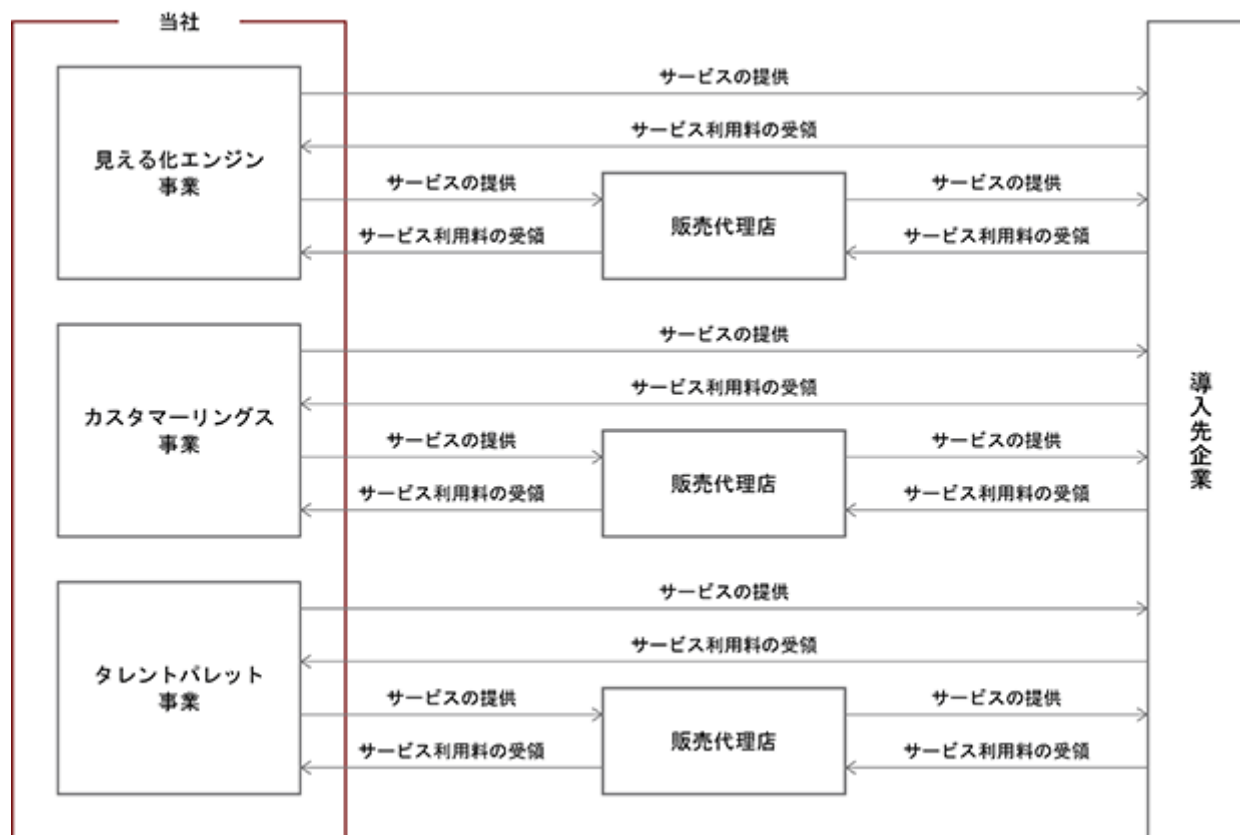 当社
サービスの提供
サービス利用料の受領
見える化エンジン
事業
サービスの提供
サービスの提供
販売代理店
サービス利用料の受領
サービス利用料の受領
サービスの提供
サービス利用料の受領
カスタマーリングス
事業
サービスの提供
サービスの提供
販売代理店
サービス利用料の受領
サービス利用料の受領
サービスの提供
サービス利用料の受領
タレントパレット
事業
サービスの提供
サービスの提供
販売代理店
サービス利用料の受領
サービス利用料の受領
導入先企業